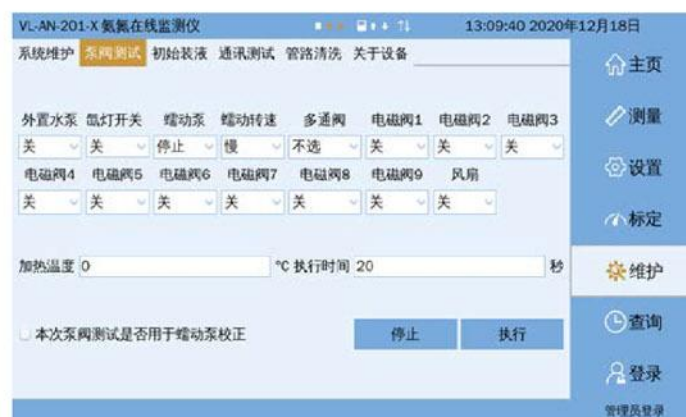 VL-AN-201-X 氨氮在线监测仪 13:09:40 2020年12月18日
系统维护 泵阀测试 初始装液 通讯测试 管路清洗 关于设备
主页
外置水泵 氙灯开关 蠕动泵 蠕动转速 多通阀 电磁阀1 电磁阀2 电磁阀3
测量
关 关 停止 慢 不选 关 关 关
电磁阀4 电磁阀5 电磁阀6 电磁阀7 电磁阀8 电磁阀9 风扇
设置
关 关 关 关 关 关 关
标定
加热温度 0 ℃ 执行时间 20 秒
维护
本次泵阀测试是否用于蠕动泵校正 停止 执行
查询
登录
管理员登录